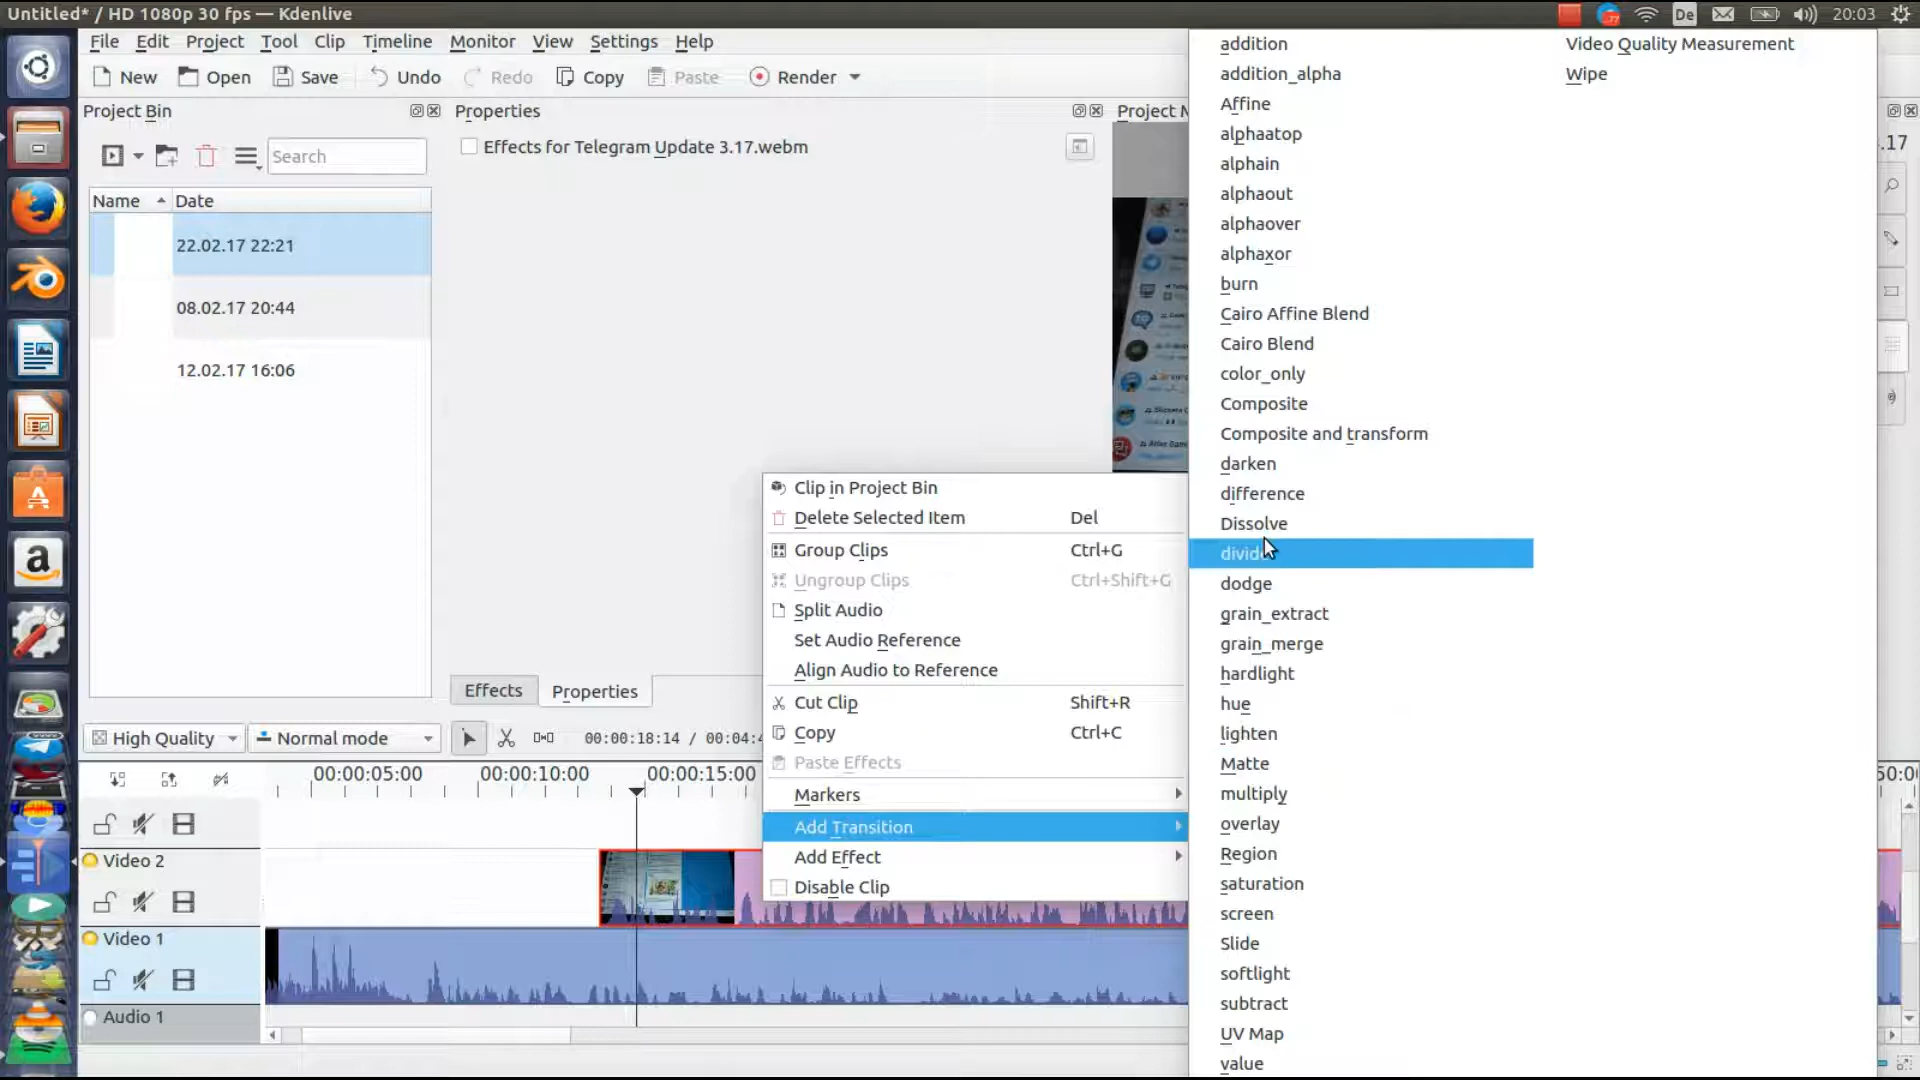 Untitled* / HD 1080p 30 fps — Kdenlive
De
20:03
File Edit Project Tool Clip Timeline Monitor View Settings Help
New Open Save Undo Redo Copy Paste Render
Project Bin
Properties
Project M
Search
Effects for Telegram Update 3.17.webm
.17
Name Date
22.02.17 22:21
08.02.17 20:44
12.02.17 16:06
Effects Properties
High Quality
Normal mode
00:00:18:14 / 00:04:4
00:00:05:00 00:00:10:00 00:00:15:00
50:0
Video 2
Video 1
Audio 1
Clip in Project Bin
Delete Selected Item Del
Group Clips Ctrl+G
Ungroup Clips Ctrl+Shift+G
Split Audio
Set Audio Reference
Align Audio to Reference
Cut Clip Shift+R
Copy Ctrl+C
Paste Effects
Markers
Add Transition
Add Effect
Disable Clip
addition
addition_alpha
Affine
alphaatop
alphain
alphaout
alphaover
alphaxor
burn
Cairo Affine Blend
Cairo Blend
color_only
Composite
Composite and transform
darken
difference
Dissolve
divide
dodge
grain_extract
grain_merge
hardlight
hue
lighten
Matte
multiply
overlay
Region
saturation
screen
Slide
softlight
subtract
UV Map
value
Video Quality Measurement
Wipe